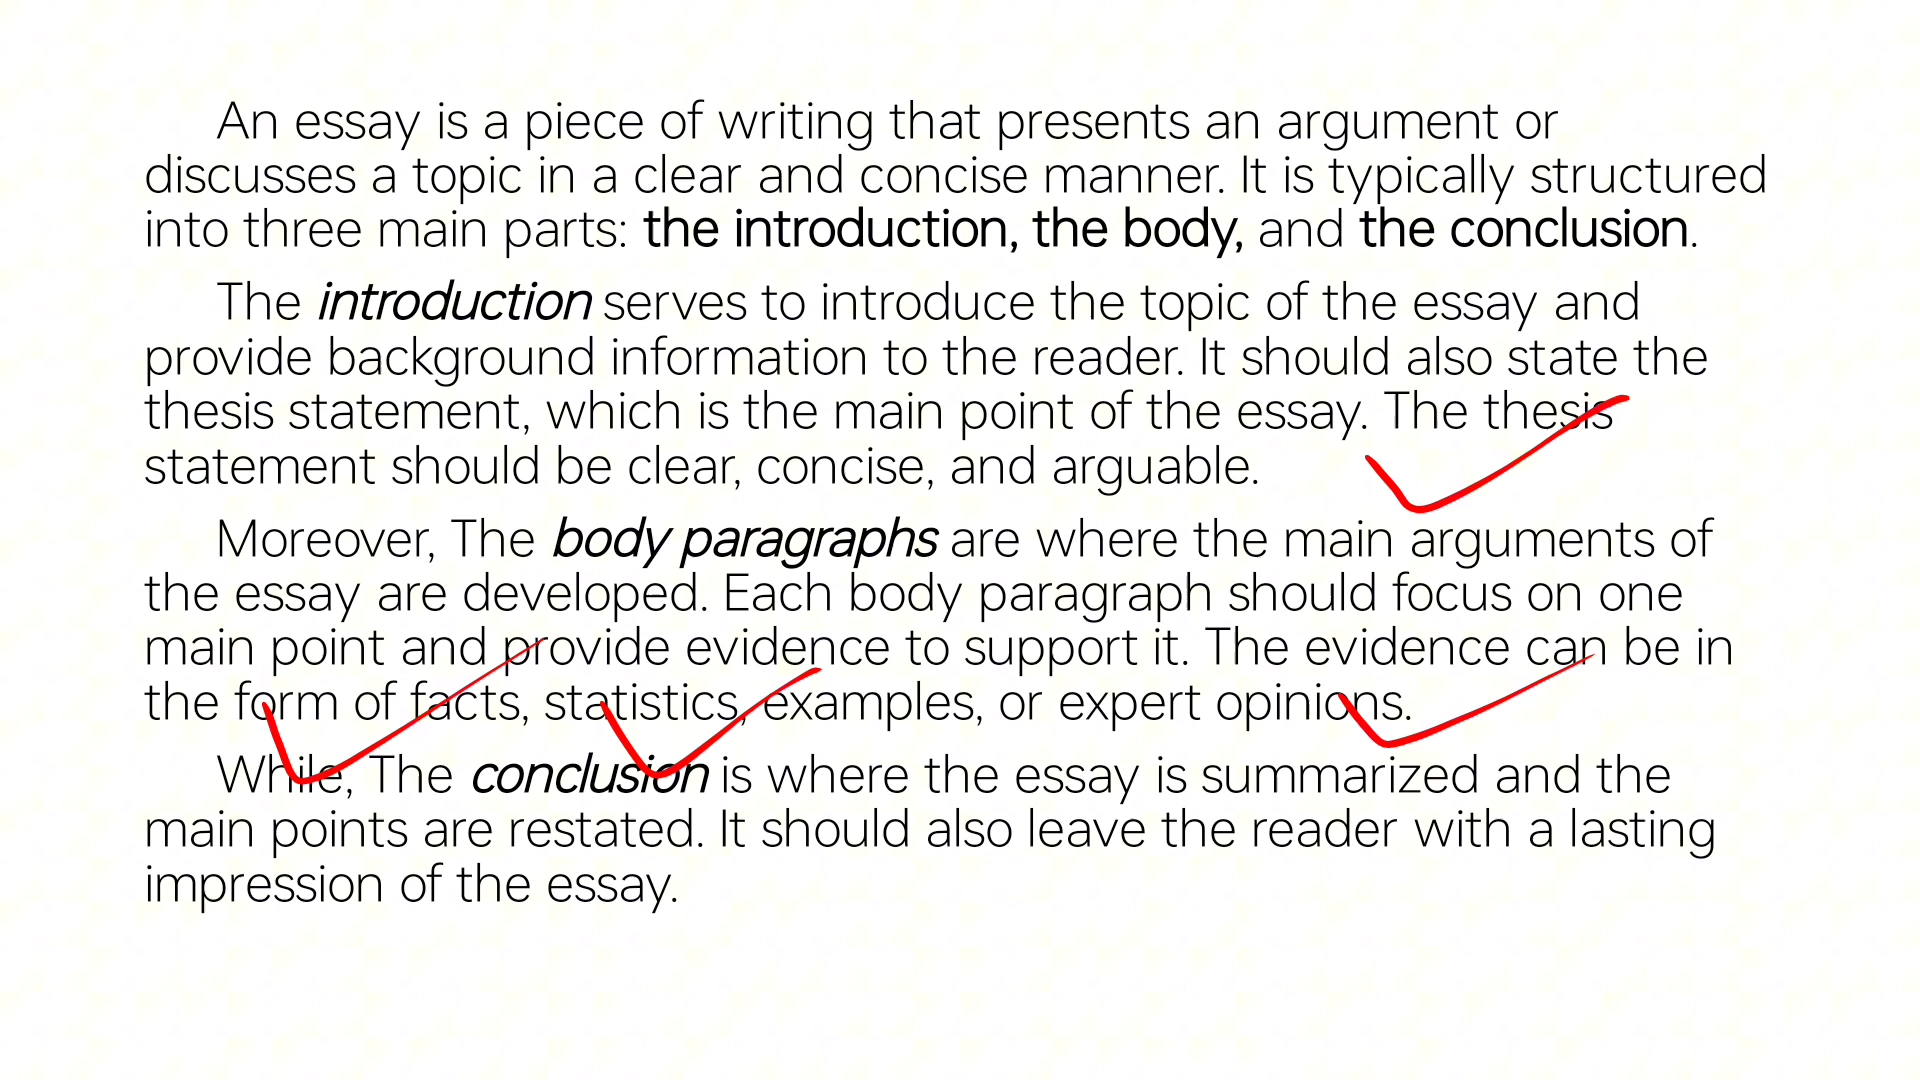 An essay is a piece of writing that presents an argument or
discusses a topic in a clear and concise manner. It is typically structured
into three main parts: the introduction, the body, and the conclusion.
The introduction serves to introduce the topic of the essay and
provide background information to the reader. It should also state the
thesis statement, which is the main point of the essay. The thesis
statement should be clear, concise, and arguable.
Moreover, The body paragraphs are where the main arguments of
the essay are developed. Each body paragraph should focus on one
main point and provide evidence to support it. The evidence can be in
the form of facts, statistics, examples, or expert opinions.
While, The conclusion is where the essay is summarized and the
main points are restated. It should also leave the reader with a lasting
impression of the essay.